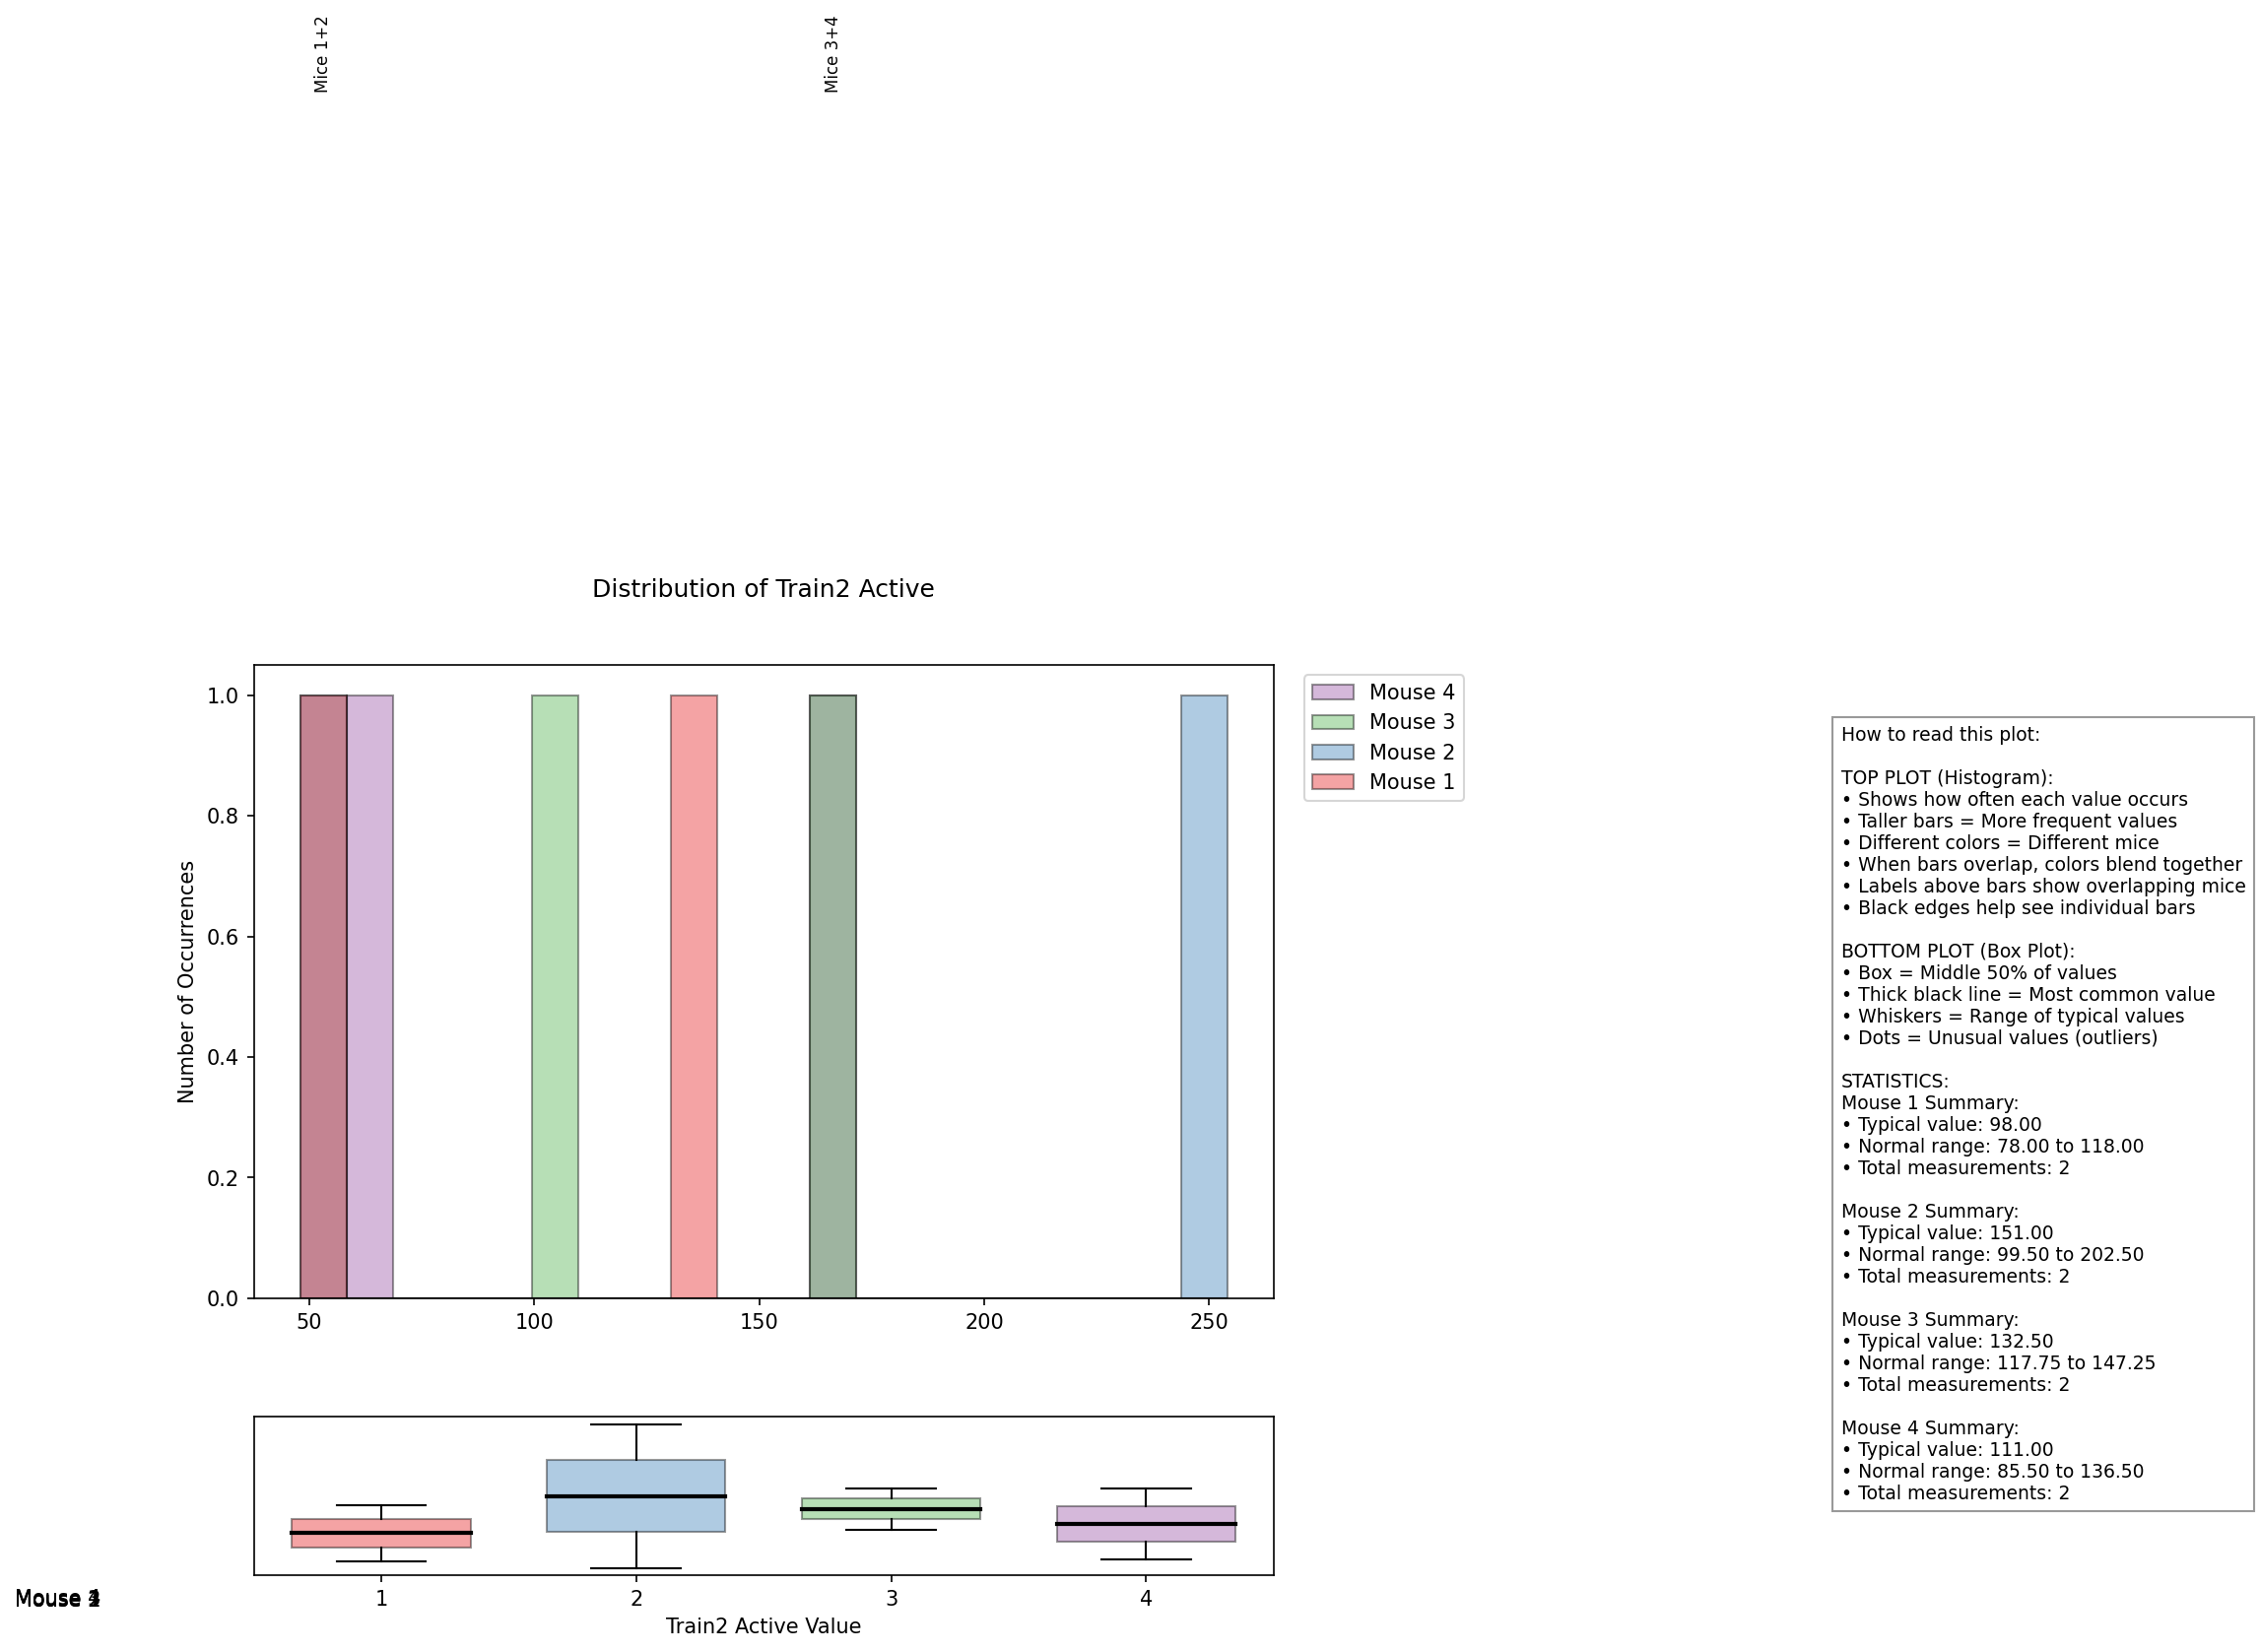 Mice 1+2
Mice 3+4
Distribution of Train2 Active
Number of Occurrences
1.0
0.8
0.6
0.4
0.2
0.0
50 100 150 200 250
Mouse 4
Mouse 3
Mouse 2
Mouse 1
How to read this plot:
TOP PLOT (Histogram):
• Shows how often each value occurs
• Taller bars = More frequent values
• Different colors = Different mice
• When bars overlap, colors blend together
• Labels above bars show overlapping mice
• Black edges help see individual bars
BOTTOM PLOT (Box Plot):
• Box = Middle 50% of values
• Thick black line = Most common value
• Whiskers = Range of typical values
• Dots = Unusual values (outliers)
STATISTICS:
Mouse 1 Summary:
• Typical value: 98.00
• Normal range: 78.00 to 118.00
• Total measurements: 2
Mouse 2 Summary:
• Typical value: 151.00
• Normal range: 99.50 to 202.50
• Total measurements: 2
Mouse 3 Summary:
• Typical value: 132.50
• Normal range: 117.75 to 147.25
• Total measurements: 2
Mouse 4 Summary:
• Typical value: 111.00
• Normal range: 85.50 to 136.50
• Total measurements: 2
Mouse
1 2 3 4
Train2 Active Value